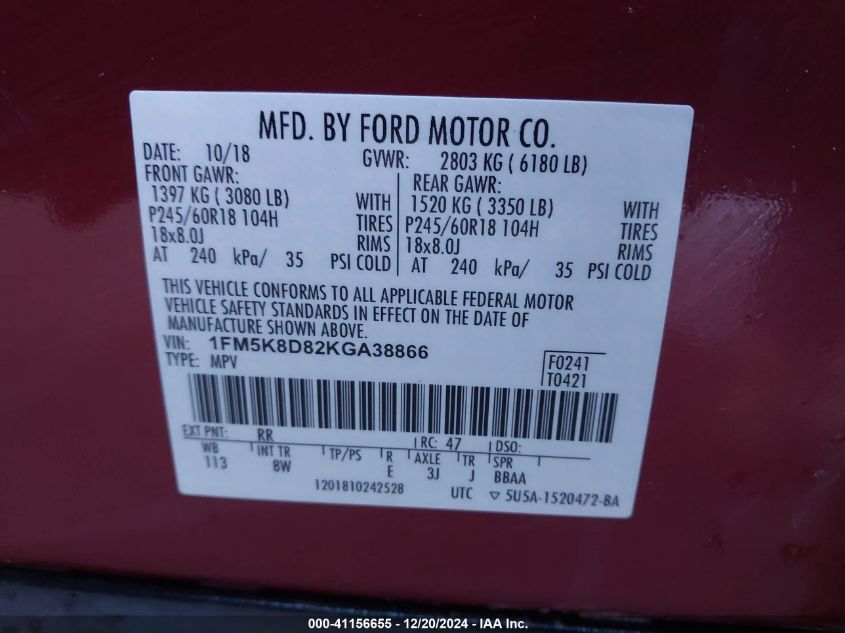 MFD. BY FORD MOTOR CO.
DATE: 10/18 GVWR: 2803 KG ( 6180 LB)
FRONT GAWR: REAR GAWR:
1397 KG ( 3080 LB) WITH 1520 KG ( 3350 LB) WITH
P245/60R18 104H TIRES P245/60R18 104H TIRES
18x8.0J RIMS 18x8.0J RIMS
AT 240 kPa/ 35 PSI COLD AT 240 kPa/ 35 PSI COLD
THIS VEHICLE CONFORMS TO ALL APPLICABLE FEDERAL MOTOR
VEHICLE SAFETY STANDARDS IN EFFECT ON THE DATE OF
MANUFACTURE SHOWN ABOVE.
VIN: 1FM5K8D82KGA38866
TYPE: MPV F0241
T0421
EXT PNT: RR RC: 47 DSO:
WB INT TR TP/PS R AXLE TR SPR
113 8W E 3J J BBAA
1201810242528 UTC ▽ 5U5A-1520472-BA
000-41156655 - 12/20/2024 - IAA Inc.